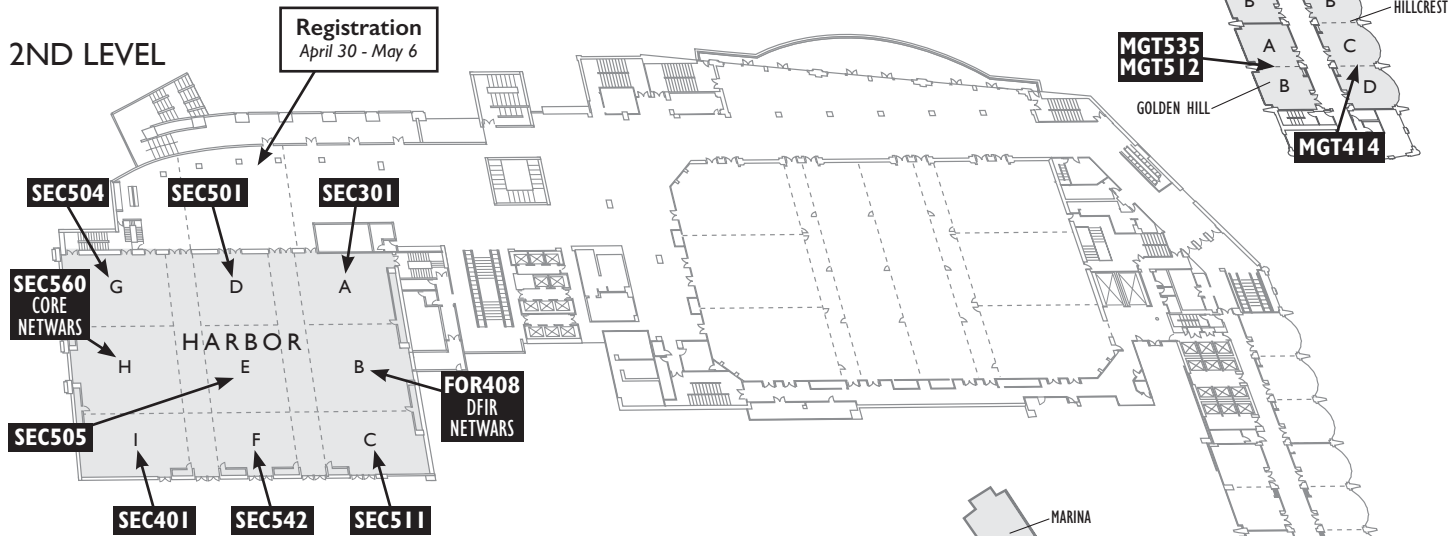 2ND LEVEL
Registration
April 30 - May 6
B
B
HILLCREST
MGT535
MGT512
A
C
B
D
GOLDEN HILL
MGT414
SEC504
SEC501
SEC301
SEC560
CORE
NETWARS
G
D
A
HARBOR
H
E
B
FOR408
DFIR
NETWARS
SEC505
I
F
C
SEC401
SEC542
SEC511
MARINA